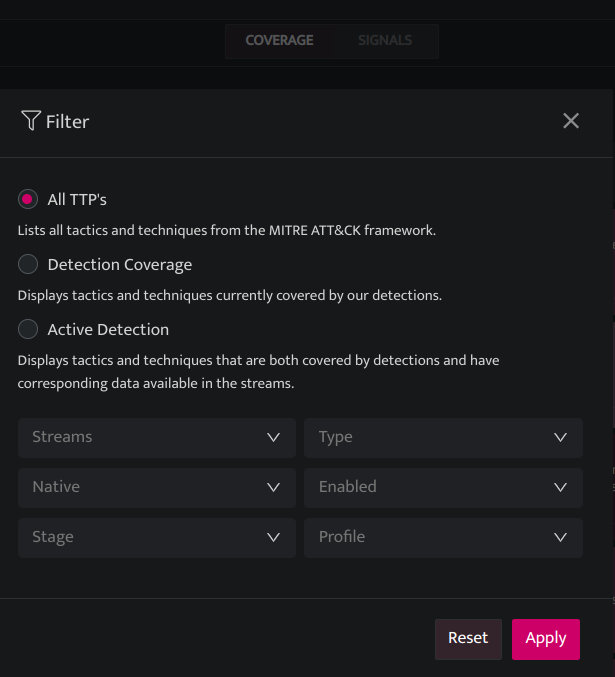 COVERAGE SIGNALS
Filter
All TTP's
Lists all tactics and techniques from the MITRE ATT&CK framework.
Detection Coverage
Displays tactics and techniques currently covered by our detections.
Active Detection
Displays tactics and techniques that are both covered by detections and have
corresponding data available in the streams.
Streams Type
Native Enabled
Stage Profile
Reset Apply